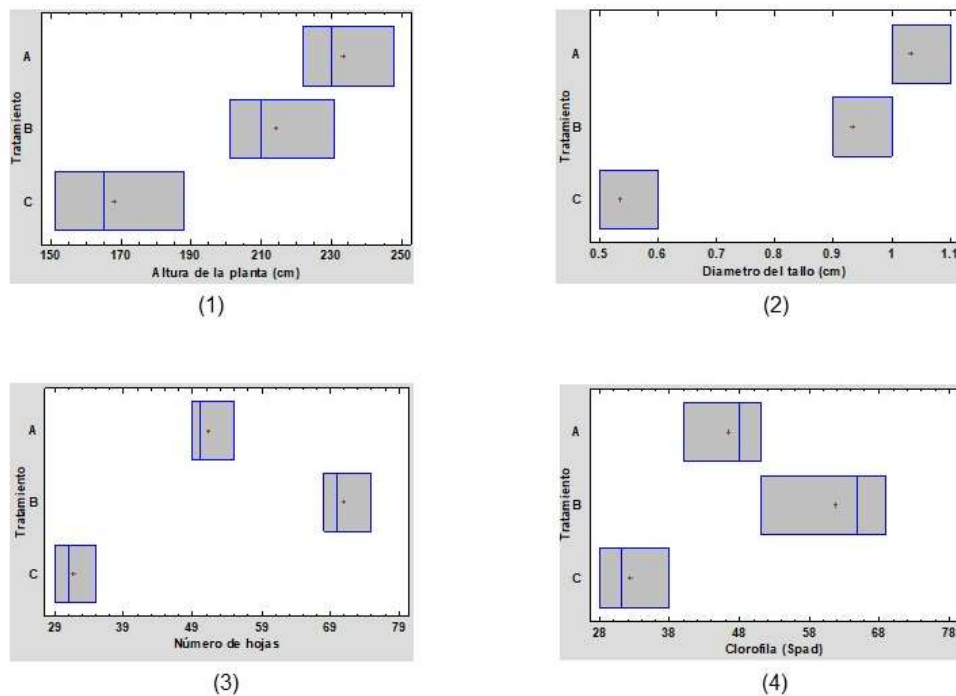 Tratamiento
A
B
C
150 170 190 210 230 250
Altura de la planta (cm)
(1)
Tratamiento
A
B
C
0.5 0.6 0.7 0.8 0.9 1 1.1
Diametro del tallo (cm)
(2)
Tratamiento
A
B
C
29 39 49 59 69 79
Número de hojas
(3)
Tratamiento
A
B
C
28 38 48 58 68 78
Clorofila (Spad)
(4)